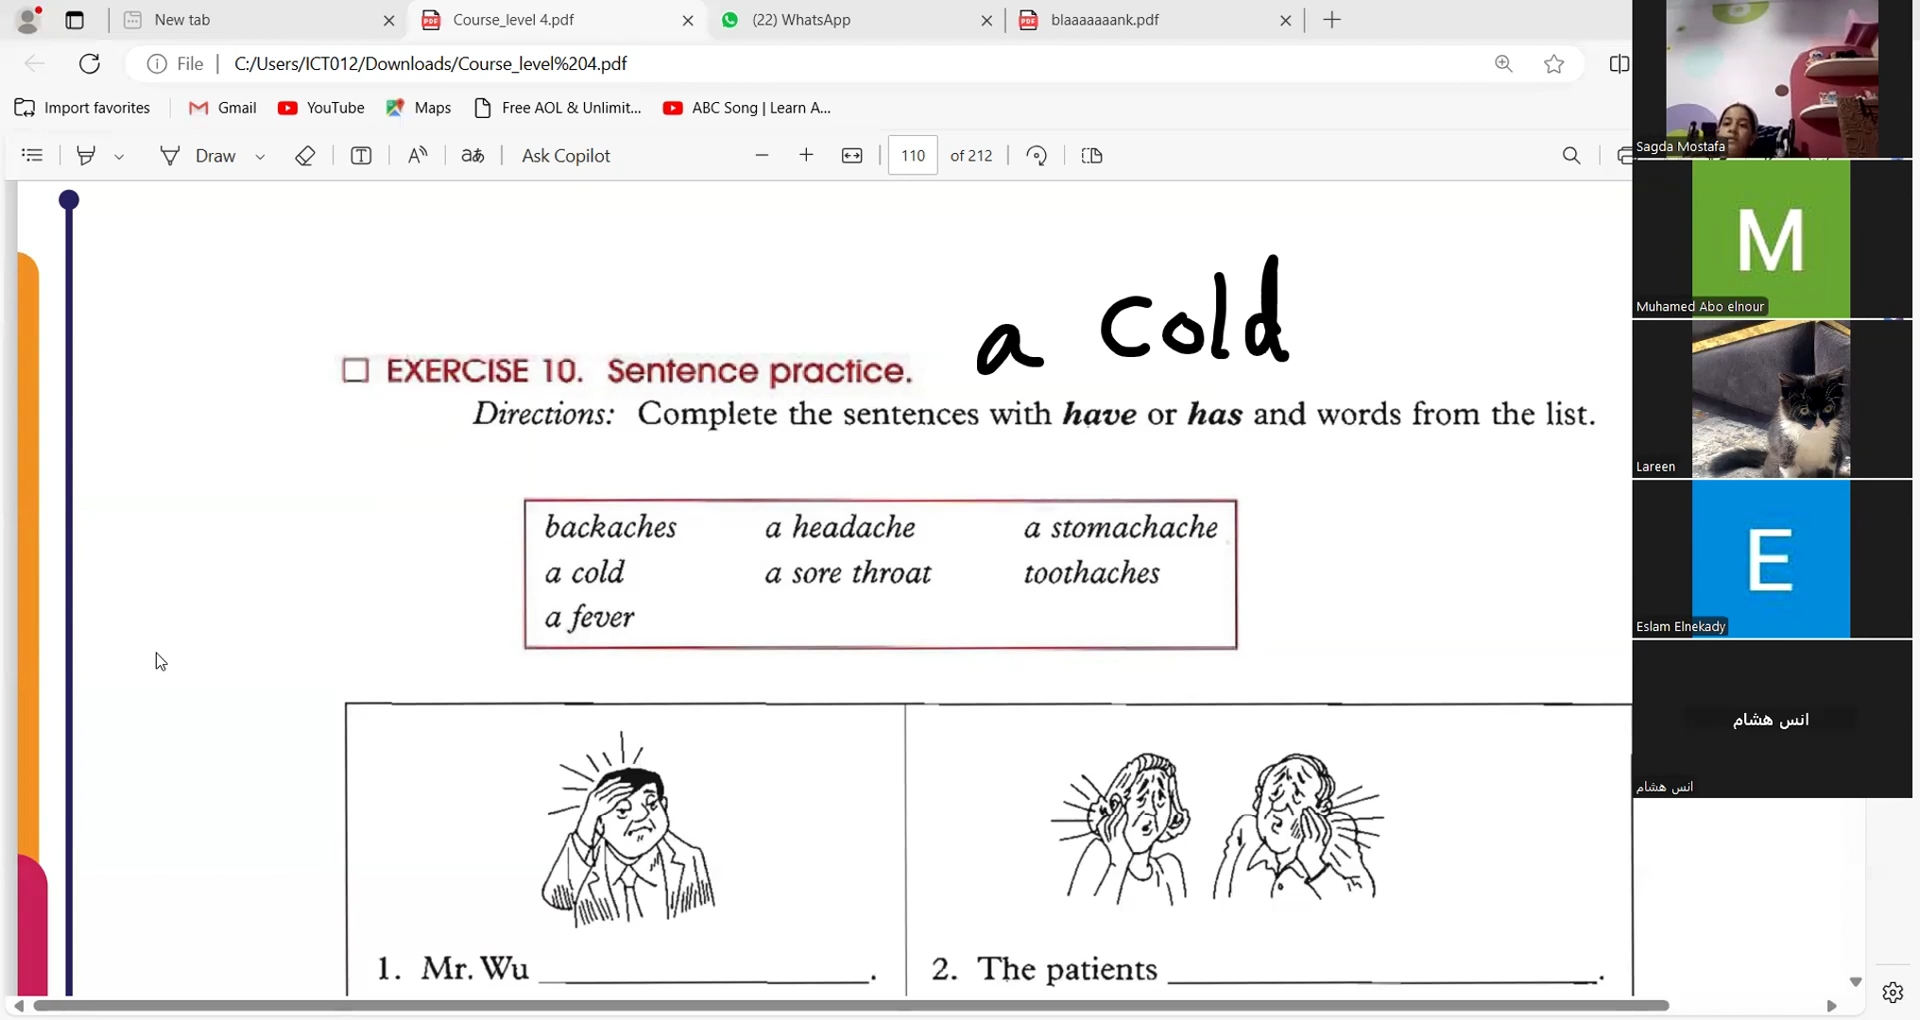 New tab
Course_level 4.pdf
(22) WhatsApp
blaaaaaaank.pdf
File
C:/Users/ICT012/Downloads/Course_level%204.pdf
Import favorites
Gmail
YouTube
Maps
Free AOL & Unlimit...
ABC Song | Learn A...
Draw
aあ
Ask Copilot
110 of 212
a cold
EXERCISE 10. Sentence practice.
Directions: Complete the sentences with have or has and words from the list.
backaches a headache a stomachache
a cold a sore throat toothaches
a fever
1. Mr. Wu ____________________.
2. The patients ____________________.
Sagda Mostafa
M
Muhamed Abo elnour
Lareen
E
Eslam Elnekady
انس هشام
انس هشام